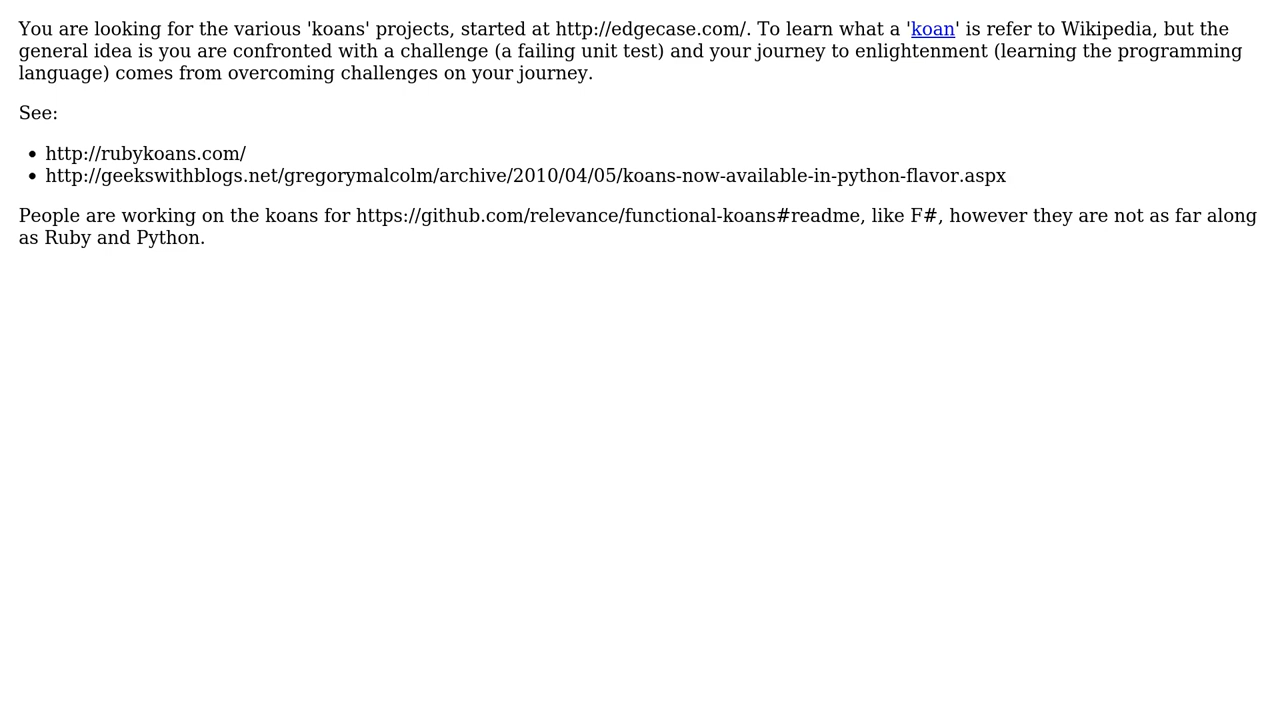 You are looking for the various 'koans' projects, started at http://edgecase.com/. To learn what a 'koan' is refer to Wikipedia, but the
general idea is you are confronted with a challenge (a failing unit test) and your journey to enlightenment (learning the programming
language) comes from overcoming challenges on your journey.
See:
• http://rubykoans.com/
• http://geekswithblogs.net/gregorymalcolm/archive/2010/04/05/koans-now-available-in-python-flavor.aspx
People are working on the koans for https://github.com/relevance/functional-koans#readme, like F#, however they are not as far along
as Ruby and Python.